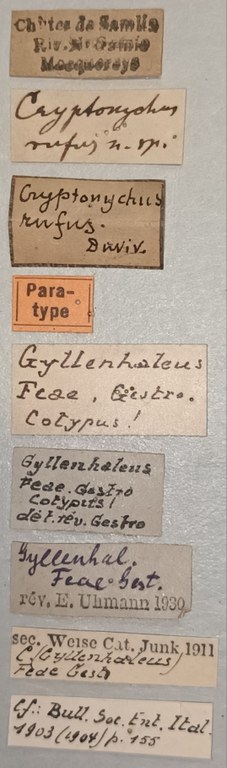 Chûtes de Samlia
Riv. N' Gamie
Mocquerys
Cryptonychus
rufus n. sp.
Cryptonychus
rufus.
Duviv.
Para-
type
Gyllenhaleus
Feae, Gestro.
Cotypus!
Gyllenhaleus
Feae. Gestro
Cotypus!
dét. rév. Gestro
Gyllenhal.
Feae Gest.
rév. E. Uhmann 1939
sec. Weise Cat. Junk, 1911
C. (Gyllenhaleus)
Feae Gestr
Cf: Bull. Soc. Ent. Ital.
1903 (1904) p. 155